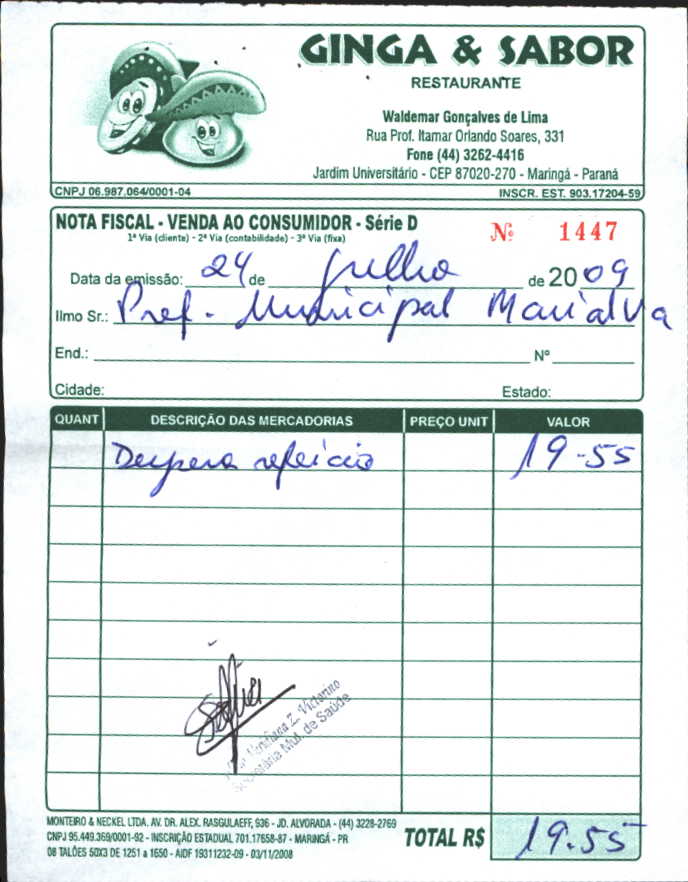 GINGA & SABOR
RESTAURANTE
Waldemar Gonçalves de Lima
Rua Prof. Itamar Orlando Soares, 331
Fone (44) 3262-4416
Jardim Universitário - CEP 87020-270 - Maringá - Paraná
CNPJ 06.987.064/0001-04 INSCR. EST. 903.17204-59
NOTA FISCAL - VENDA AO CONSUMIDOR - Série D
1ª Via (cliente) - 2ª Via (contabilidade) - 3ª Via (fixa)
Nº 1447
Data da emissão: 24 de julho de 2009
Ilmo Sr.: Pref. Municipal Marialva
End.: Nº
Cidade: Estado:
QUANT DESCRIÇÃO DAS MERCADORIAS PREÇO UNIT VALOR
Despesa refeição 19-55
Z. Victorino
Secretária Mul. de Saúde
MONTEIRO & NECKEL LTDA. AV. DR. ALEX. RASGULAEFF, 936 - JD. ALVORADA - (44) 3228-2769
CNPJ 95.449.369/0001-92 - INSCRIÇÃO ESTADUAL 701.17658-87 - MARINGÁ - PR
08 TALÕES 50X3 DE 1251 a 1650 - AIDF 19311232-09 - 03/11/2008
TOTAL R$ 19.55